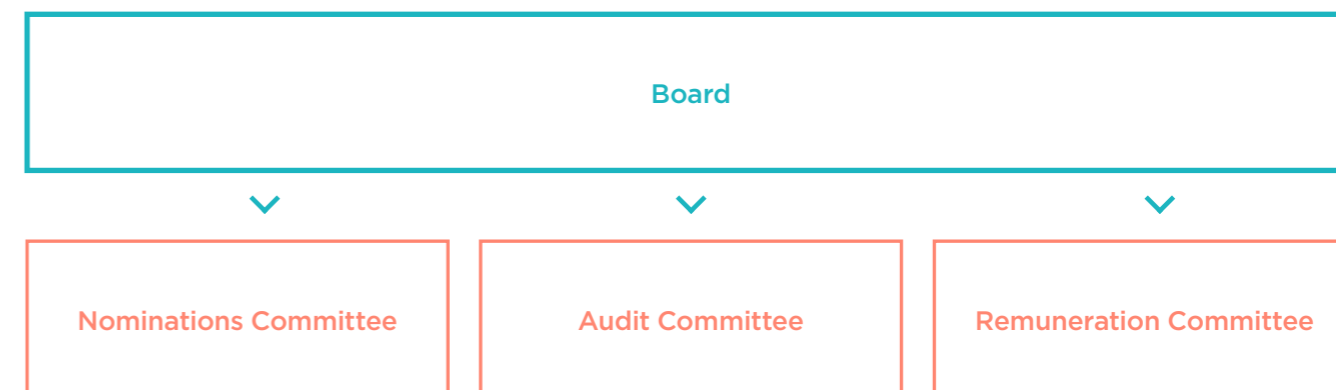 Board
Nominations Committee
Audit Committee
Remuneration Committee